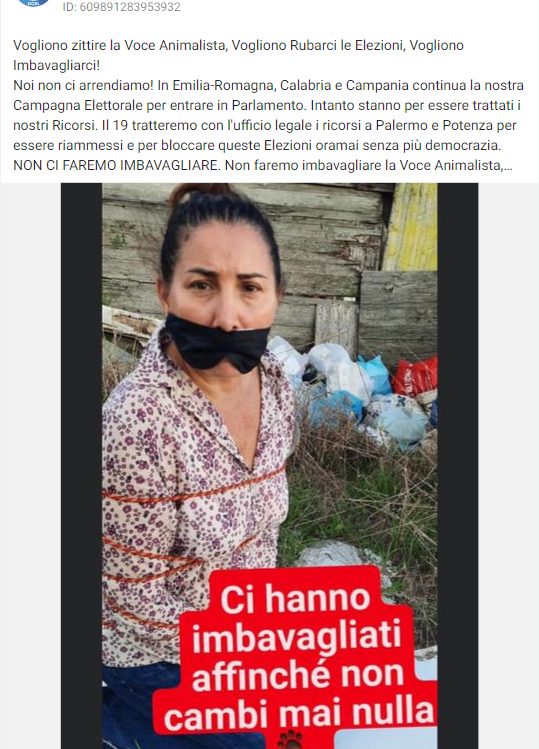 ID: 609891283953932
Vogliono zittire la Voce Animalista, Vogliono Rubarci le Elezioni, Vogliono
Imbavagliarci!
Noi non ci arrendiamo! In Emilia-Romagna, Calabria e Campania continua la nostra
Campagna Elettorale per entrare in Parlamento. Intanto stanno per essere trattati i
nostri Ricorsi. Il 19 tratteremo con l'ufficio legale i ricorsi a Palermo e Potenza per
essere riammessi e per bloccare queste Elezioni oramai senza più democrazia.
NON CI FAREMO IMBAVAGLIARE. Non faremo imbavagliare la Voce Animalista,...
Ci hanno
imbavagliati
affinché non
cambi mai nulla